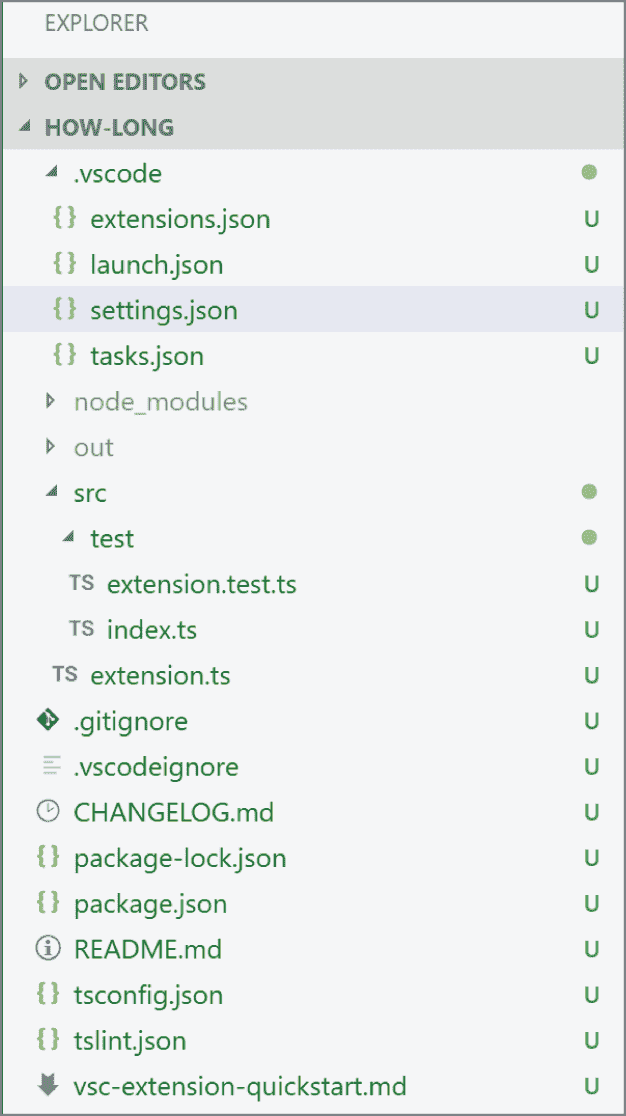 EXPLORER
OPEN EDITORS
HOW-LONG
.vscode
{} extensions.json U
{} launch.json U
{} settings.json U
{} tasks.json U
node_modules
out
src
test
TS extension.test.ts U
TS index.ts U
TS extension.ts U
.gitignore U
.vscodeignore U
CHANGELOG.md U
{} package-lock.json U
{} package.json U
README.md U
{} tsconfig.json U
{} tslint.json U
vsc-extension-quickstart.md U